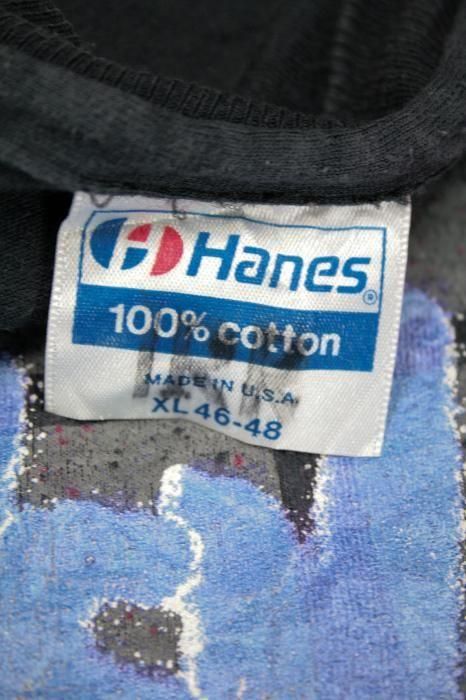 Hanes®
100% cotton
MADE IN U.S.A.
XL 46-48